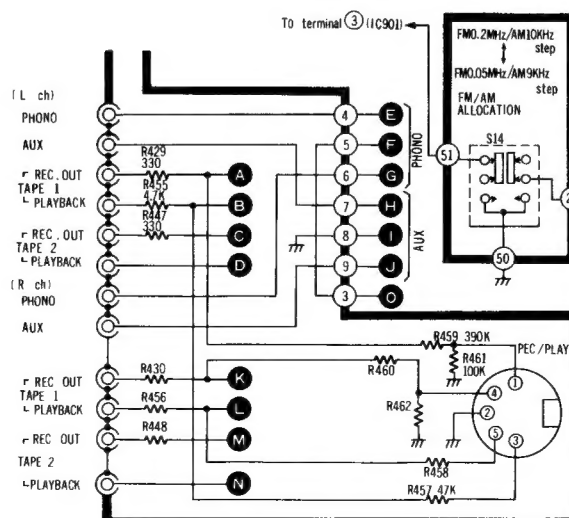 To terminal ③ (IC901)
FM0.2MHz/AM10KHz
step
FM0.05MHz/AM9KHz
step
FM/AM
ALLOCATION
S14
51
2
50
(L ch)
PHONO
4
E
AUX
5
F
PHONO
R429
330
REC.OUT
A
6
G
TAPE 1
R455
4.7K
PLAYBACK
B
7
H
R447
330
REC.OUT
C
8
I
AUX
TAPE 2
PLAYBACK
D
9
J
(R ch)
PHONO
3
O
AUX
R459 390K
PEC/PLAY
R461
100K
R460
REC OUT
R430
K
1
TAPE 1
R456
4
PLAYBACK
L
R462
2
REC OUT
R448
M
5
3
TAPE 2
R458
PLAYBACK
N
R457 47K